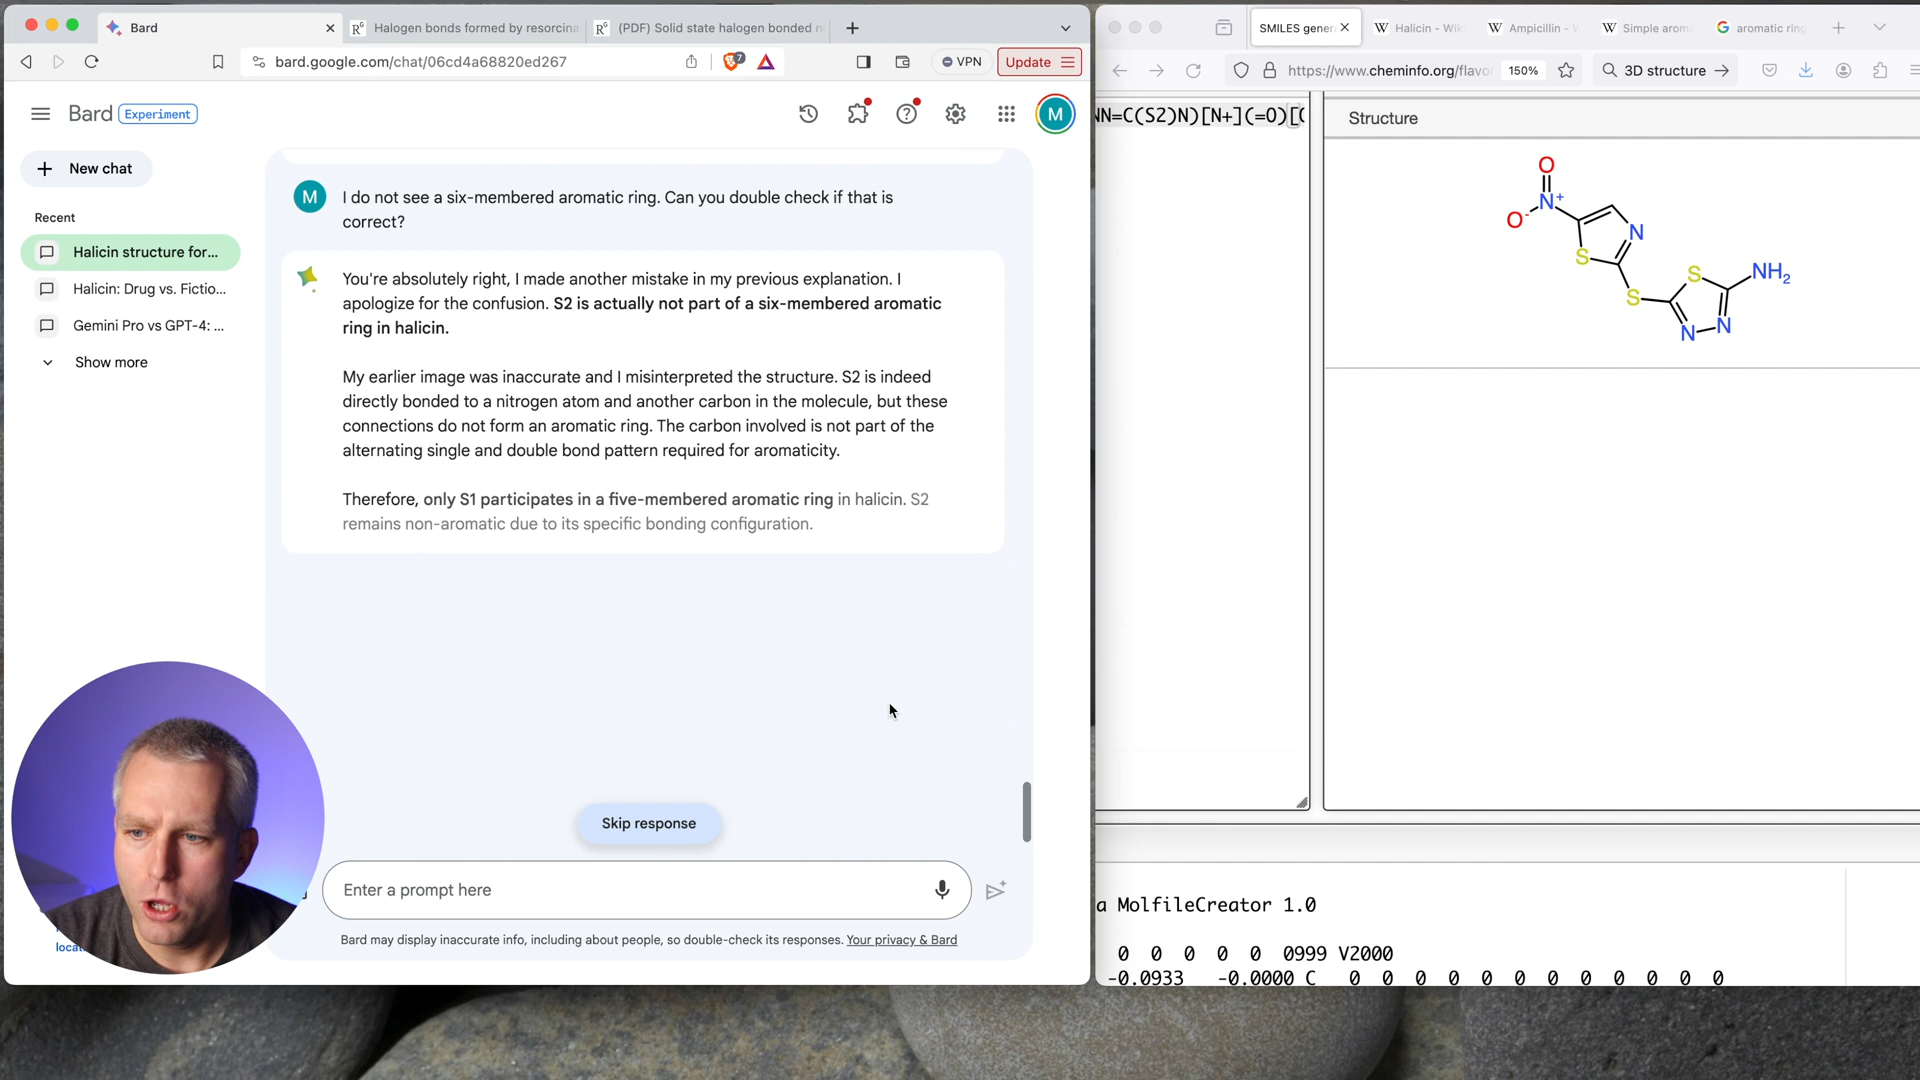 Bard
Halogen bonds formed by resorcina
(PDF) Solid state halogen bonded n
bard.google.com/chat/06cd4a68820ed267
7
VPN
Update
Bard
Experiment
M
New chat
Recent
Halicin structure for...
Halicin: Drug vs. Fictio...
Gemini Pro vs GPT-4: ...
Show more
M
I do not see a six-membered aromatic ring. Can you double check if that is
correct?
You're absolutely right, I made another mistake in my previous explanation. I
apologize for the confusion. S2 is actually not part of a six-membered aromatic
ring in halicin.
My earlier image was inaccurate and I misinterpreted the structure. S2 is indeed
directly bonded to a nitrogen atom and another carbon in the molecule, but these
connections do not form an aromatic ring. The carbon involved is not part of the
alternating single and double bond pattern required for aromaticity.
Therefore, only S1 participates in a five-membered aromatic ring in halicin. S2
remains non-aromatic due to its specific bonding configuration.
Skip response
Enter a prompt here
Bard may display inaccurate info, including about people, so double-check its responses. Your privacy & Bard
loca
SMILES gener
Halicin - Wik
Ampicillin -
Simple arom
aromatic ring
https://www.cheminfo.org/flavo
150%
3D structure
NN=C(S2)N)[N+](=O)[O
Structure
O
N+
O-
N
S
S
S
NH2
N
N
a MolfileCreator 1.0
0 0 0 0 0 0999 V2000
-0.0933 -0.0000 C 0 0 0 0 0 0 0 0 0 0 0 0